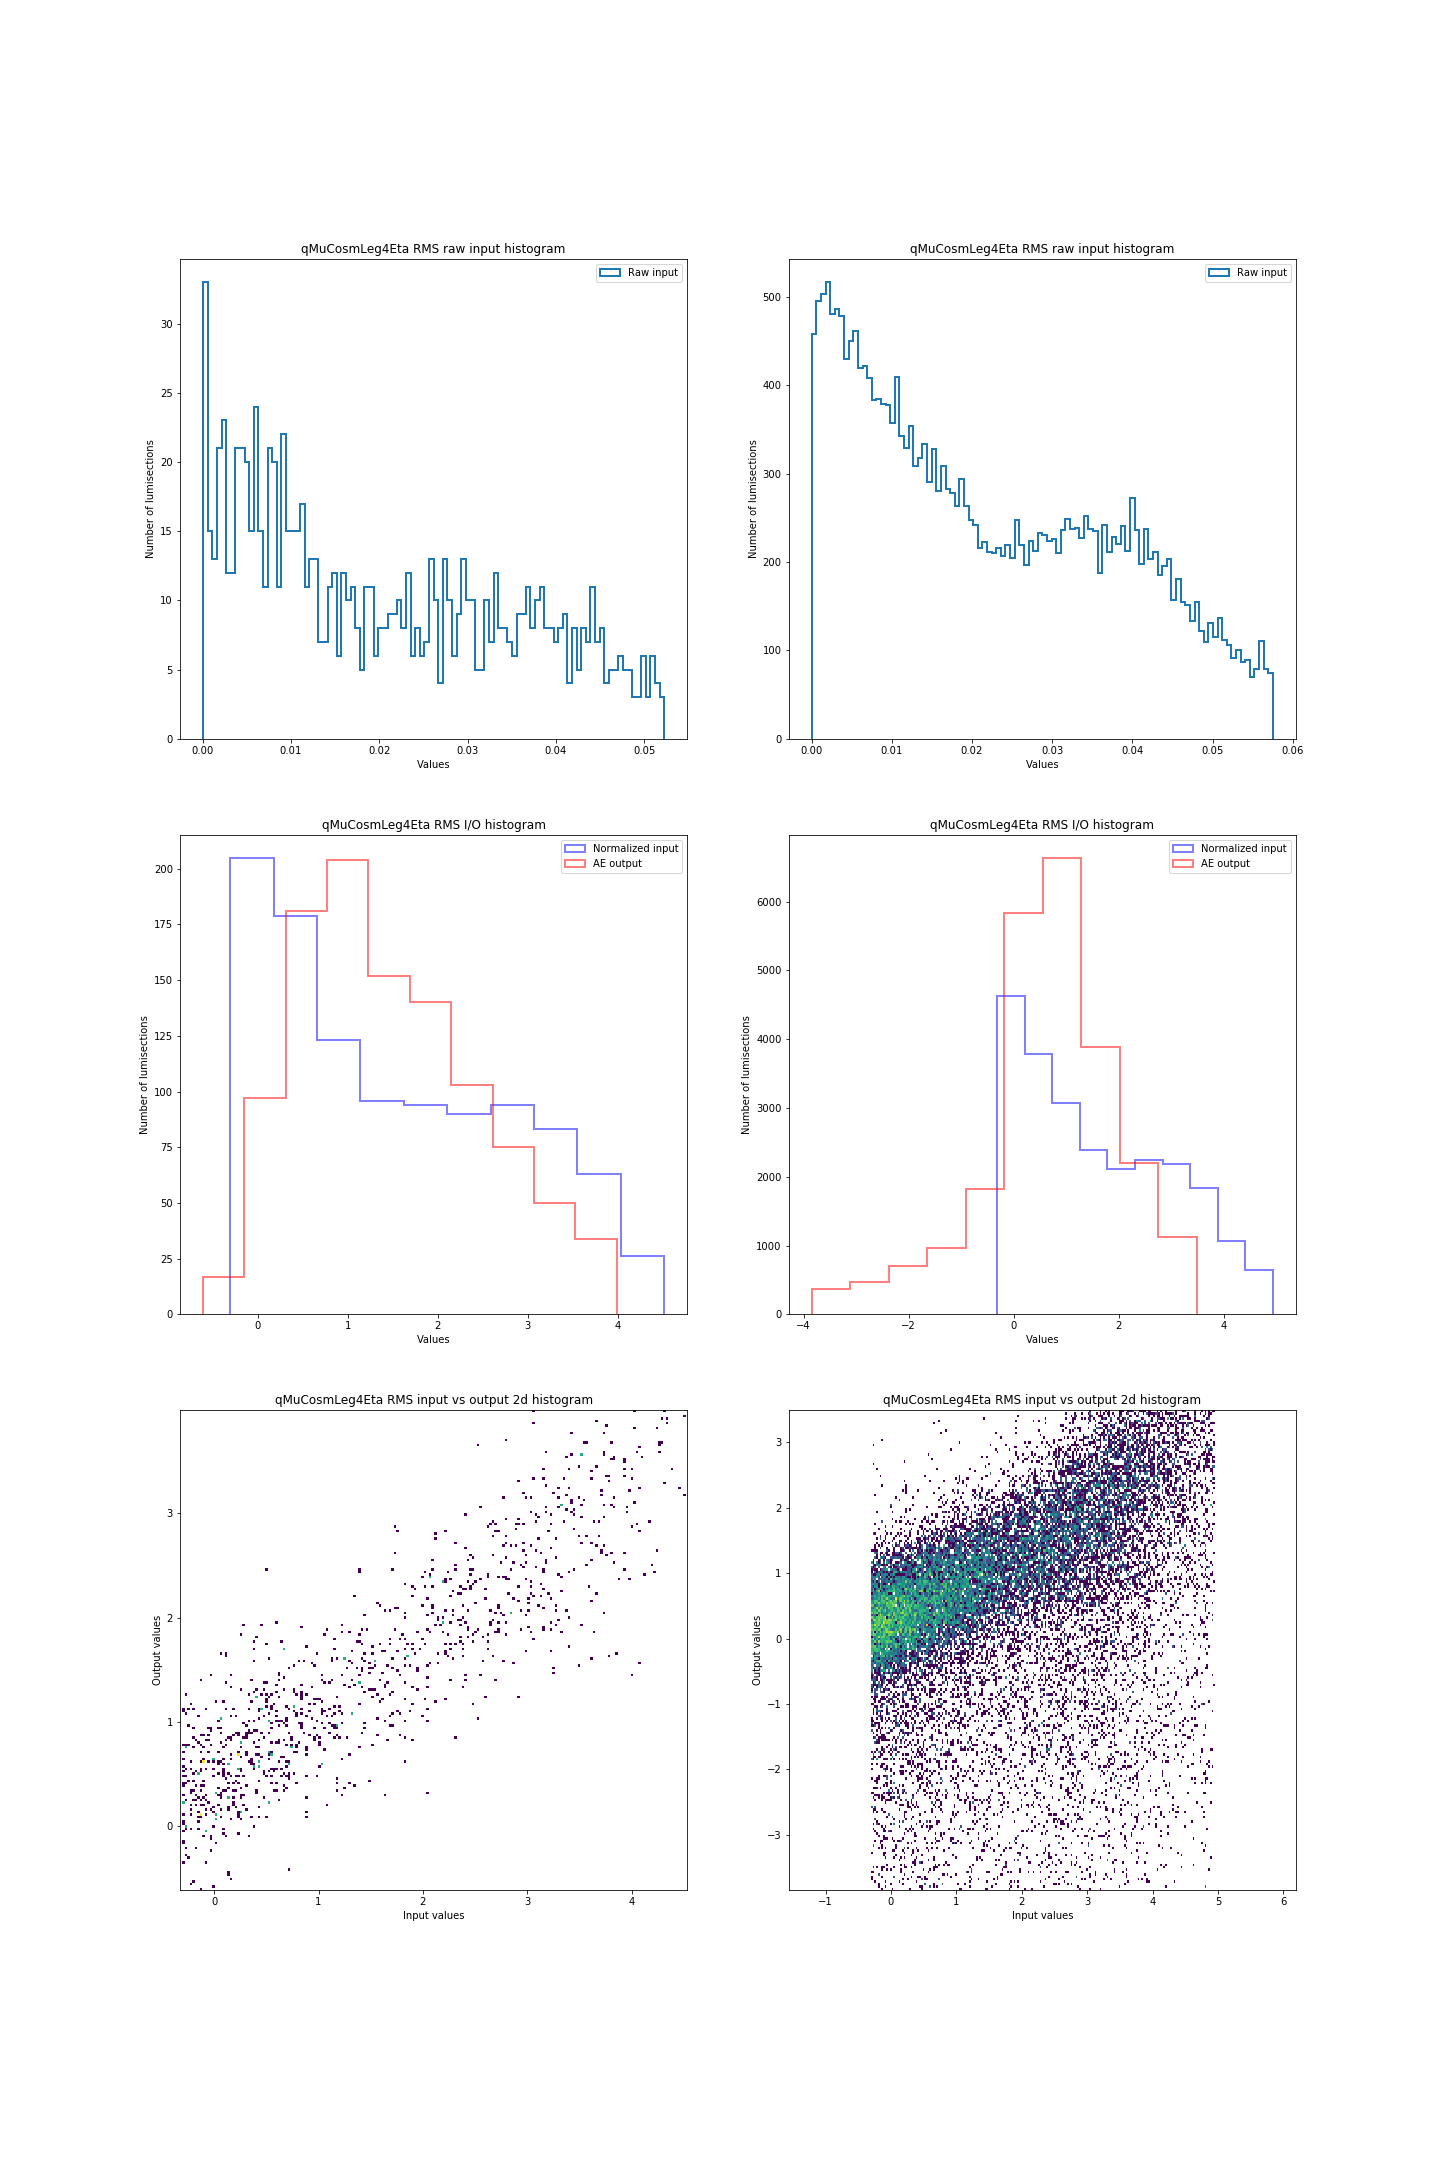 qMuCosmLeg4Eta RMS raw input histogram
Raw input
30
25
20
15
10
5
0
Number of lumisections
0.00 0.01 0.02 0.03 0.04 0.05
Values
qMuCosmLeg4Eta RMS raw input histogram
Raw input
500
400
300
200
100
0
Number of lumisections
0.00 0.01 0.02 0.03 0.04 0.05 0.06
Values
qMuCosmLeg4Eta RMS I/O histogram
Normalized input
AE output
200
175
150
125
100
75
50
25
0
Number of lumisections
0 1 2 3 4
Values
qMuCosmLeg4Eta RMS I/O histogram
Normalized input
AE output
6000
5000
4000
3000
2000
1000
0
Number of lumisections
−4 −2 0 2 4
Values
qMuCosmLeg4Eta RMS input vs output 2d histogram
3
2
1
0
Output values
0 1 2 3 4
Input values
qMuCosmLeg4Eta RMS input vs output 2d histogram
3
2
1
0
−1
−2
−3
Output values
−1 0 1 2 3 4 5 6
Input values